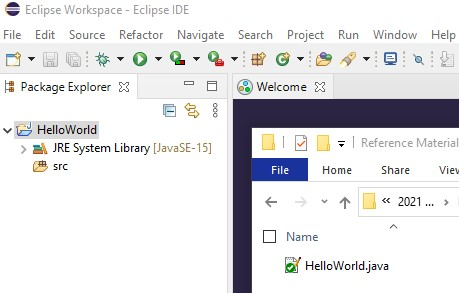 Eclipse Workspace - Eclipse IDE
File Edit Source Refactor Navigate Search Project Run Window Help
Package Explorer
Welcome
HelloWorld
JRE System Library [JavaSE-15]
src
Reference Material
File Home Share View
2021 ...
Name
HelloWorld.java